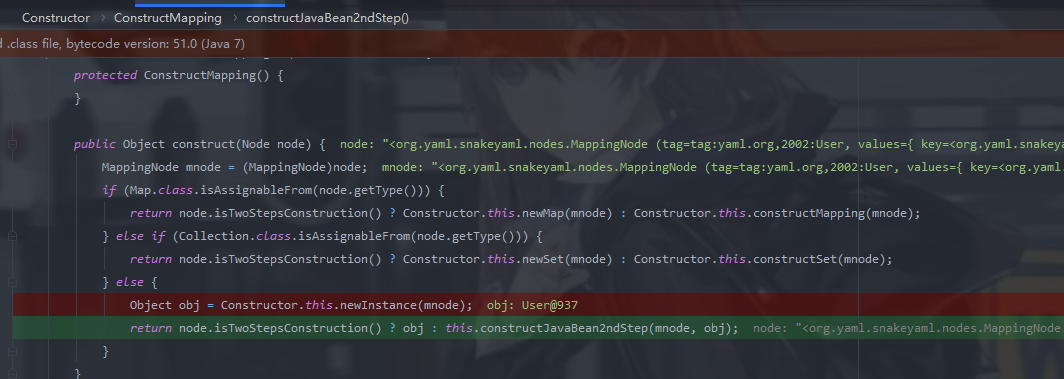 Constructor › ConstructMapping › constructJavaBean2ndStep()
d .class file, bytecode version: 51.0 (Java 7)
protected ConstructMapping() {
}
public Object construct(Node node) { node: "<org.yaml.snakeyaml.nodes.MappingNode (tag=tag:yaml.org,2002:User, values={ key=<org.snakeya
MappingNode mnode = (MappingNode)node; mnode: "<org.yaml.snakeyaml.nodes.MappingNode (tag=tag:yaml.org,2002:User, values={ key=<org.yaml.
if (Map.class.isAssignableFrom(node.getType())) {
return node.isTwoStepsConstruction() ? Constructor.this.newMap(mnode) : Constructor.this.constructMapping(mnode);
} else if (Collection.class.isAssignableFrom(node.getType())) {
return node.isTwoStepsConstruction() ? Constructor.this.newSet(mnode) : Constructor.this.constructSet(mnode);
} else {
Object obj = Constructor.this.newInstance(mnode); obj: User@937
return node.isTwoStepsConstruction() ? obj : this.constructJavaBean2ndStep(mnode, obj); node: "<org.yaml.snakeyaml.nodes.MappingNode
}
}